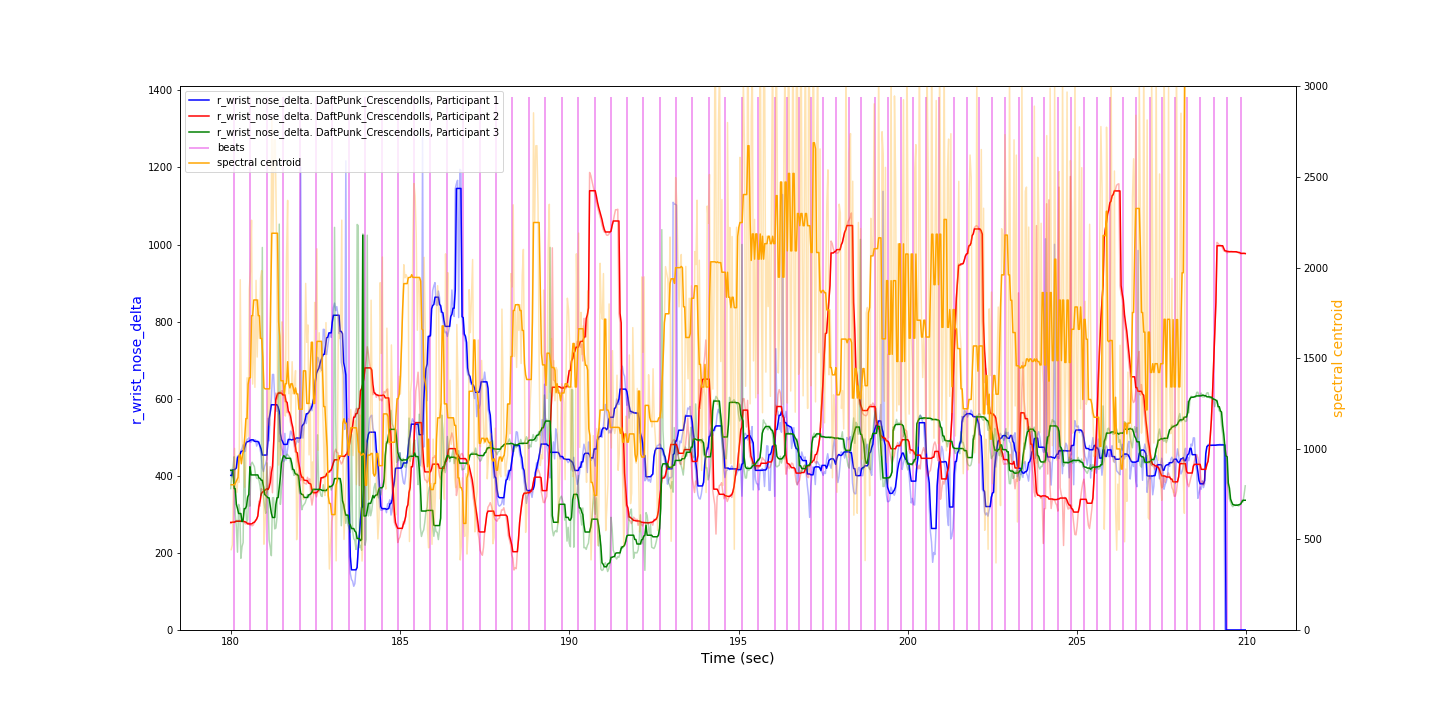 r_wrist_nose_delta. DaftPunk_Crescendolls, Participant 1
r_wrist_nose_delta. DaftPunk_Crescendolls, Participant 2
r_wrist_nose_delta. DaftPunk_Crescendolls, Participant 3
beats
spectral centroid
1400
1200
1000
800
600
400
200
0
r_wrist_nose_delta
3000
2500
2000
1500
1000
500
0
spectral centroid
180
185
190
195
200
205
210
Time (sec)